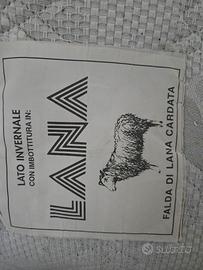 LATO INVERNALE
CON IMBOTTITURA IN:
LANA
FALDA DI LANA CARDATA
Subito.it